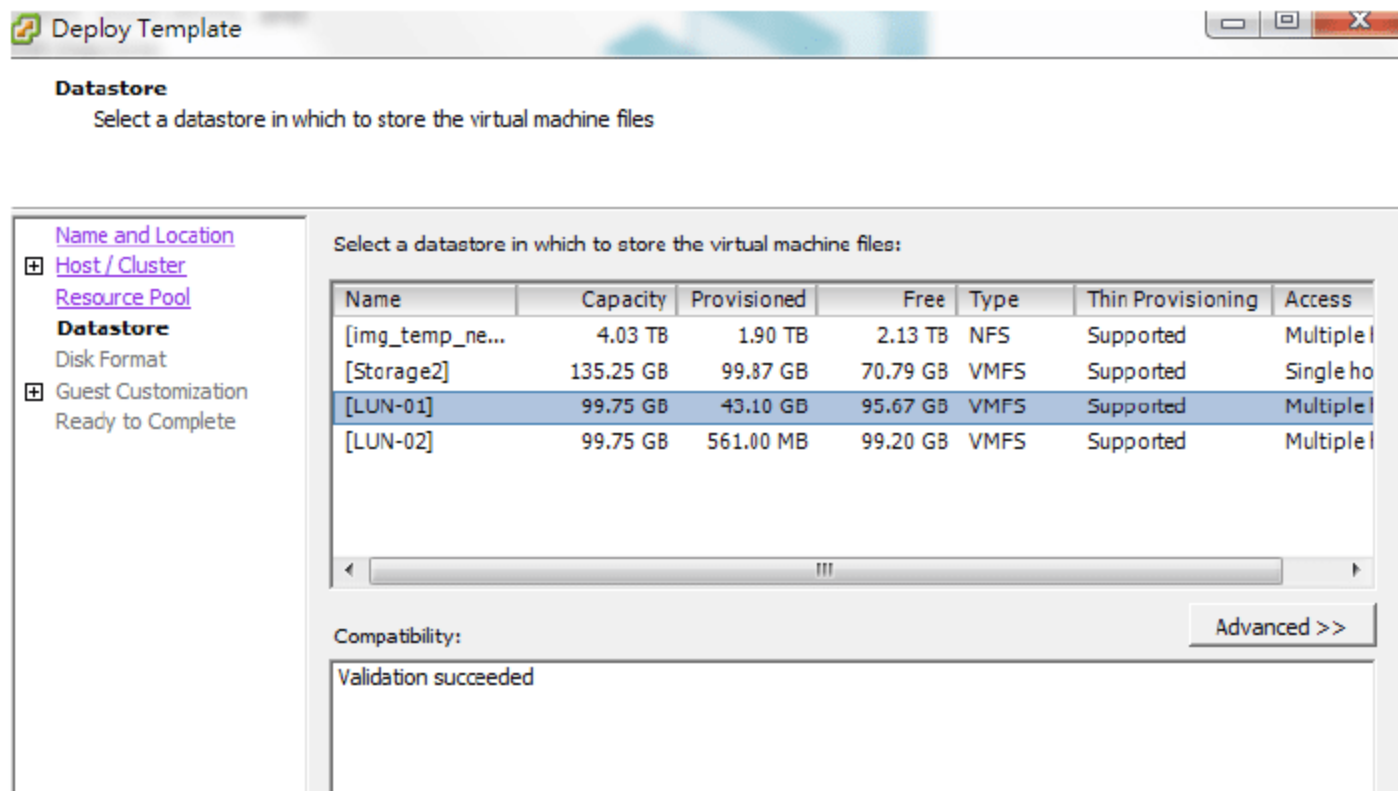 Deploy Template
Datastore
Select a datastore in which to store the virtual machine files
Name and Location
Host / Cluster
Resource Pool
Datastore
Disk Format
Guest Customization
Ready to Complete
Select a datastore in which to store the virtual machine files:
Name Capacity Provisioned Free Type Thin Provisioning Access
[img_temp_ne... 4.03 TB 1.90 TB 2.13 TB NFS Supported Multiple
[Storage2] 135.25 GB 99.87 GB 70.79 GB VMFS Supported Single ho
[LUN-01] 99.75 GB 43.10 GB 95.67 GB VMFS Supported Multiple
[LUN-02] 99.75 GB 561.00 MB 99.20 GB VMFS Supported Multiple
Advanced >>
Compatibility:
Validation succeeded